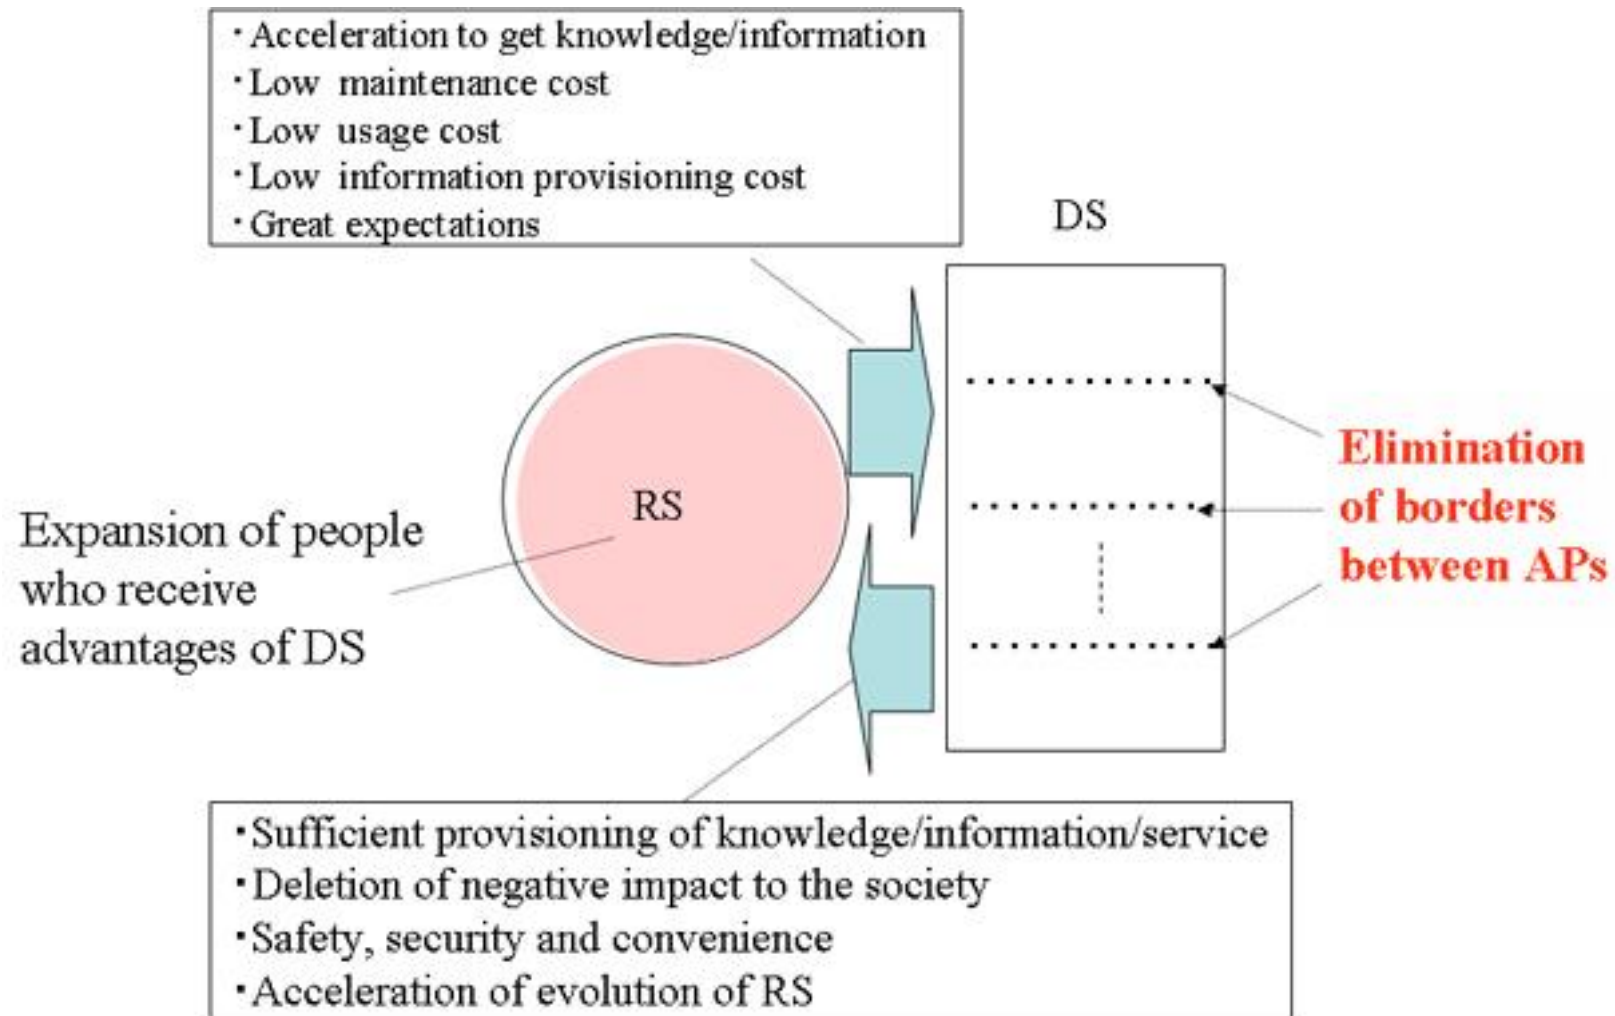 ・Acceleration to get knowledge/information
・Low maintenance cost
・Low usage cost
・Low information provisioning cost
・Great expectations
DS
RS
Expansion of people
who receive
advantages of DS
Elimination
of borders
between APs
・Sufficient provisioning of knowledge/information/service
・Deletion of negative impact to the society
・Safety, security and convenience
・Acceleration of evolution of RS